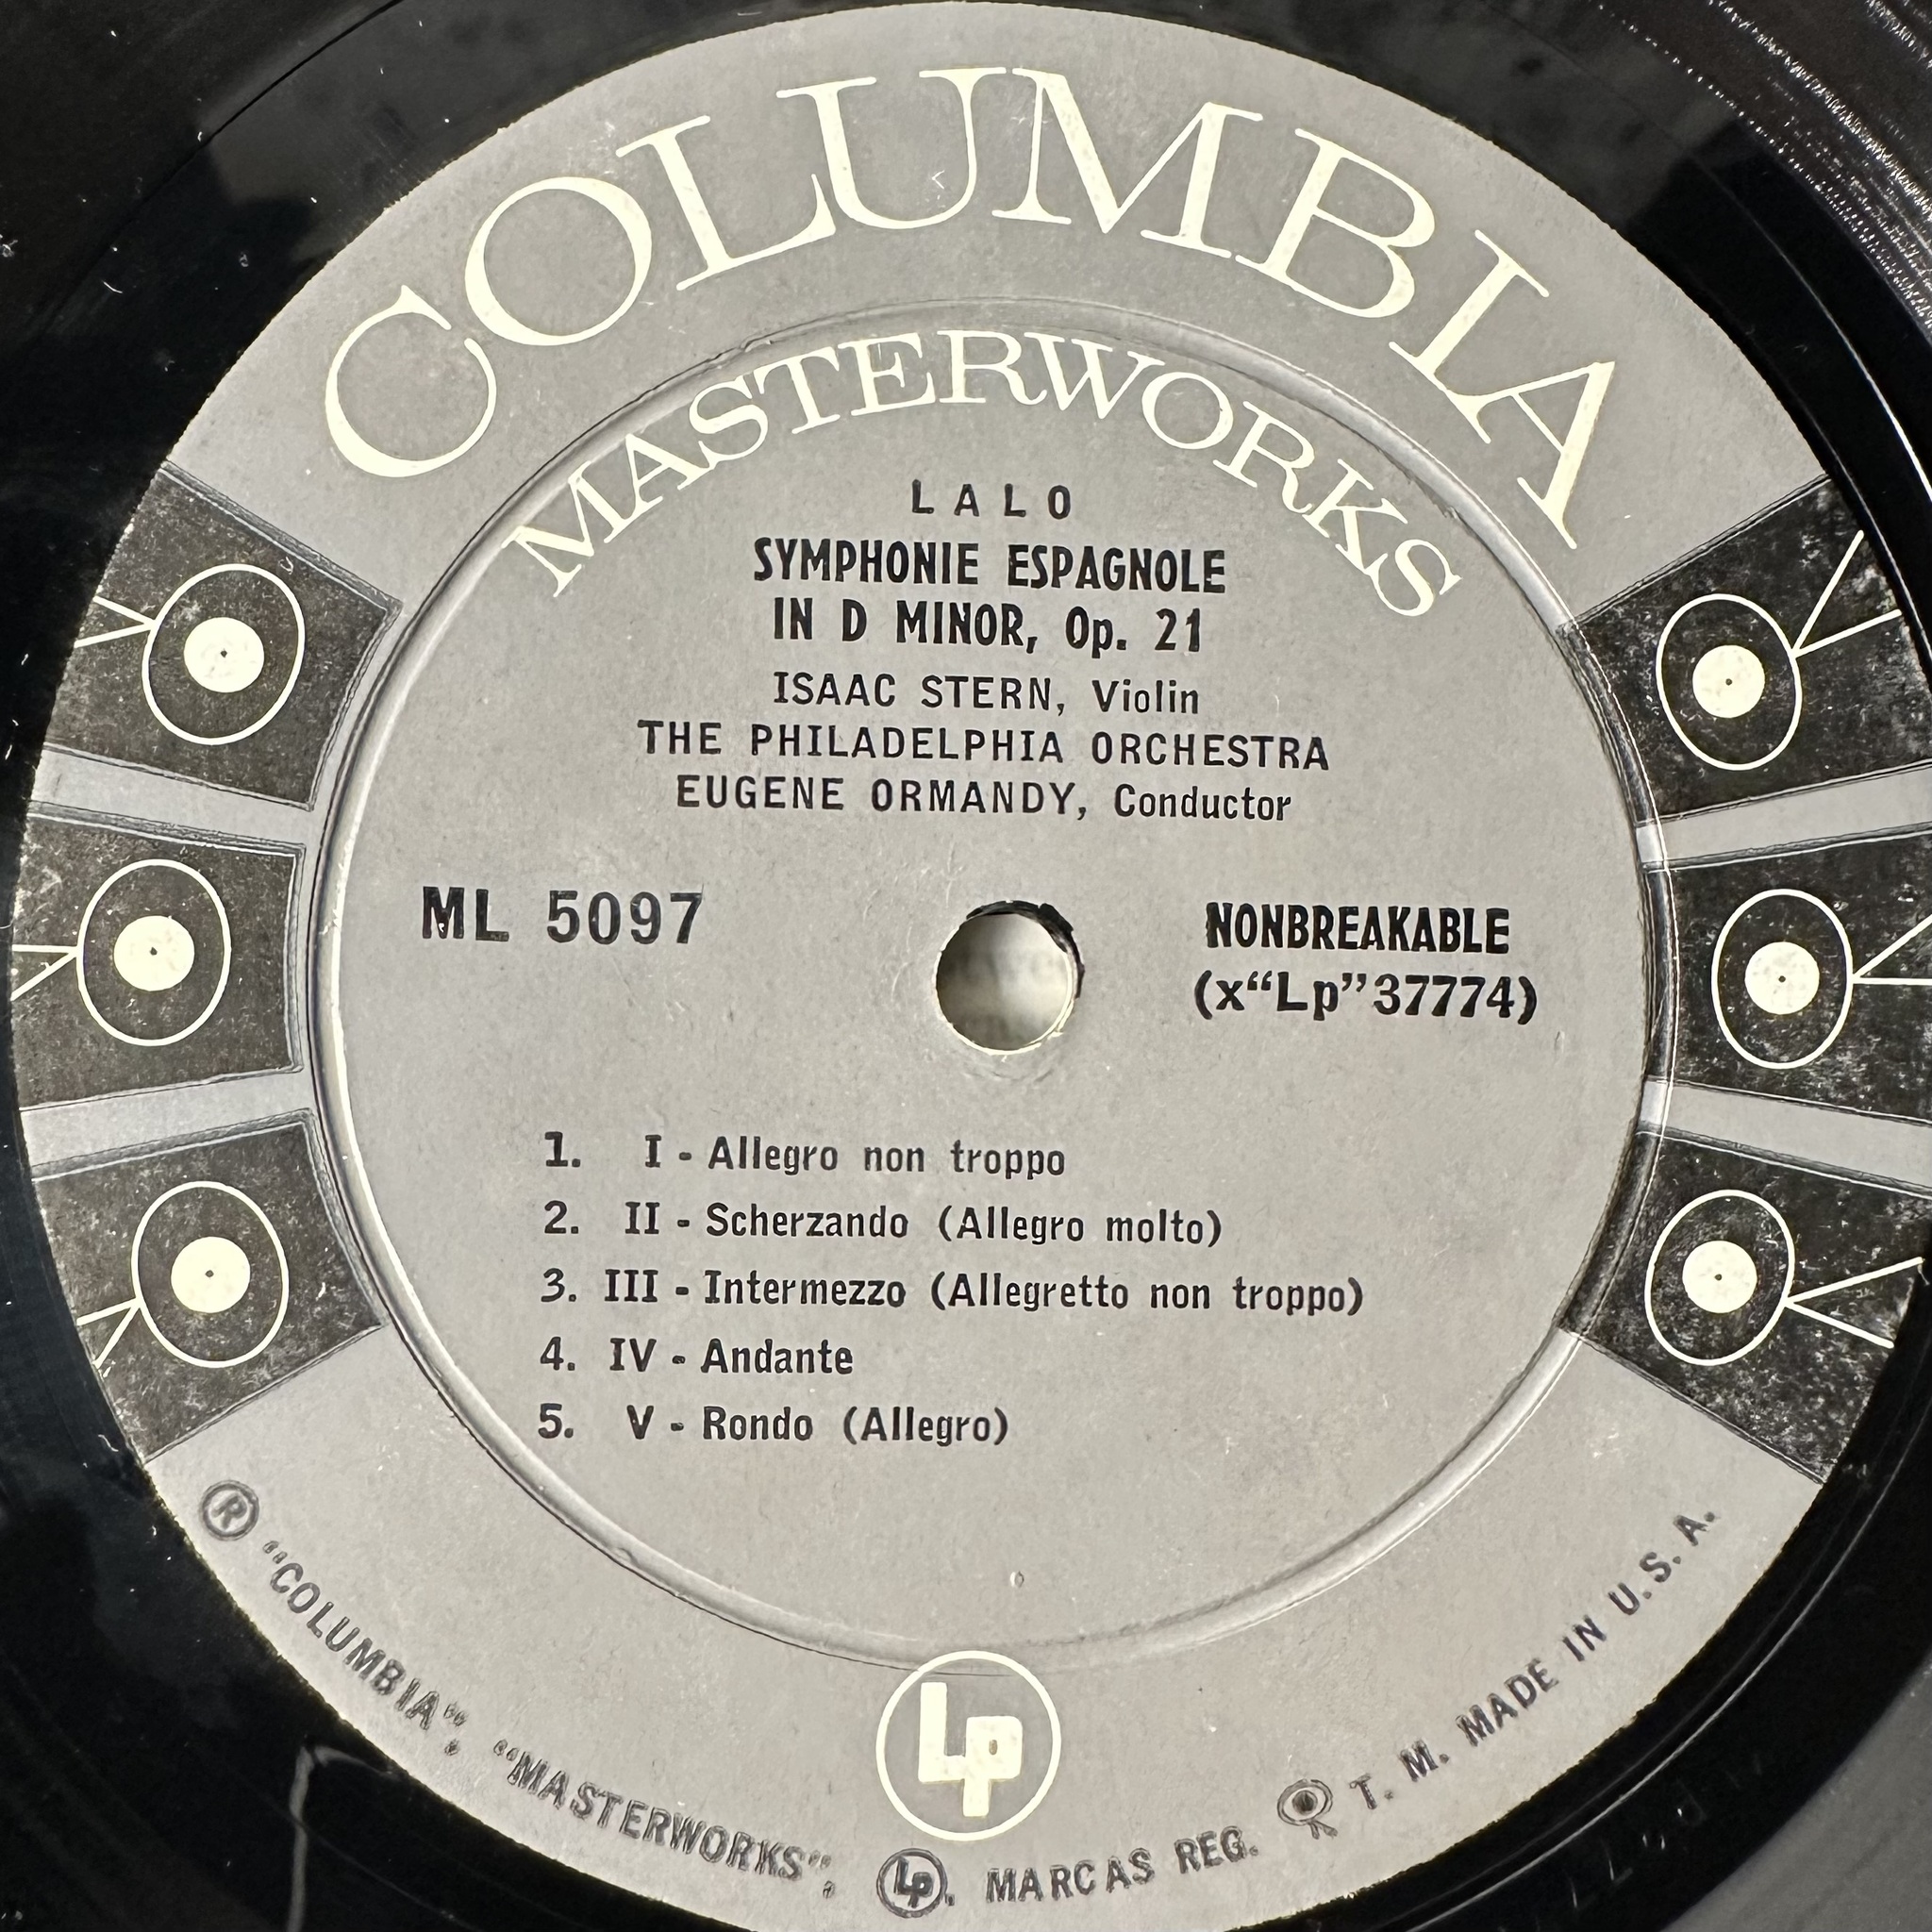 COLUMBIA
MASTERWORKS
LALO
SYMPHONIE ESPAGNOLE
IN D MINOR, Op. 21
ISAAC STERN, Violin
THE PHILADELPHIA ORCHESTRA
EUGENE ORMANDY, Conductor
ML 5097
NONBREAKABLE
(x“Lp”37774)
1. I - Allegro non troppo
2. II - Scherzando (Allegro molto)
3. III - Intermezzo (Allegretto non troppo)
4. IV - Andante
5. V - Rondo (Allegro)
Lp
® “COLUMBIA”, “MASTERWORKS”, Lp. MARCAS REG. T. M. MADE IN U. S. A.